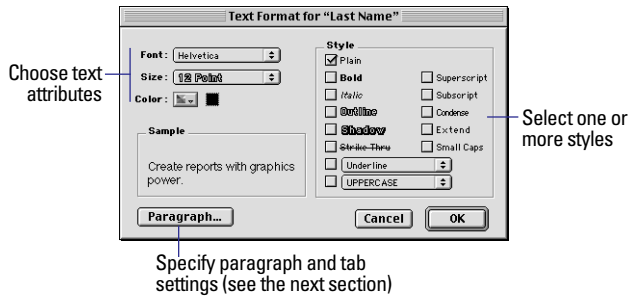 Text Format for “Last Name”
Font: Helvetica
Size: 12 Point
Color:
Choose text
attributes
Sample
Create reports with graphics
power.
Style
Plain
Bold
Italic
Outline
Shadow
Strike Thru
Underline
UPPERCASE
Superscript
Subscript
Condense
Extend
Small Caps
Select one or
more styles
Paragraph...
Cancel
OK
Specify paragraph and tab
settings (see the next section)